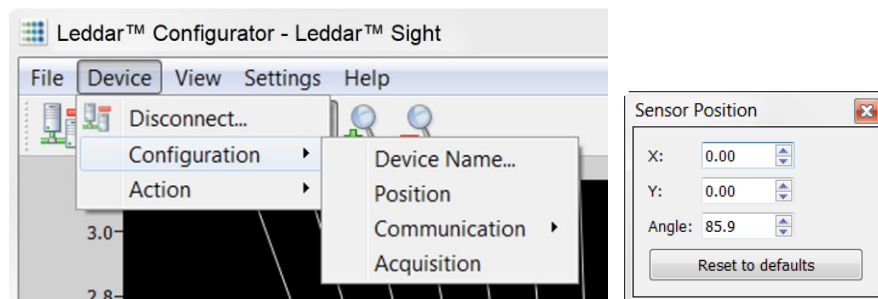 Leddar™ Configurator - Leddar™ Sight
File Device View Settings Help
Disconnect...
Configuration
Action
Device Name...
Position
Communication
Acquisition
3.0
2.8
Sensor Position
X: 0.00
Y: 0.00
Angle: 85.9
Reset to defaults